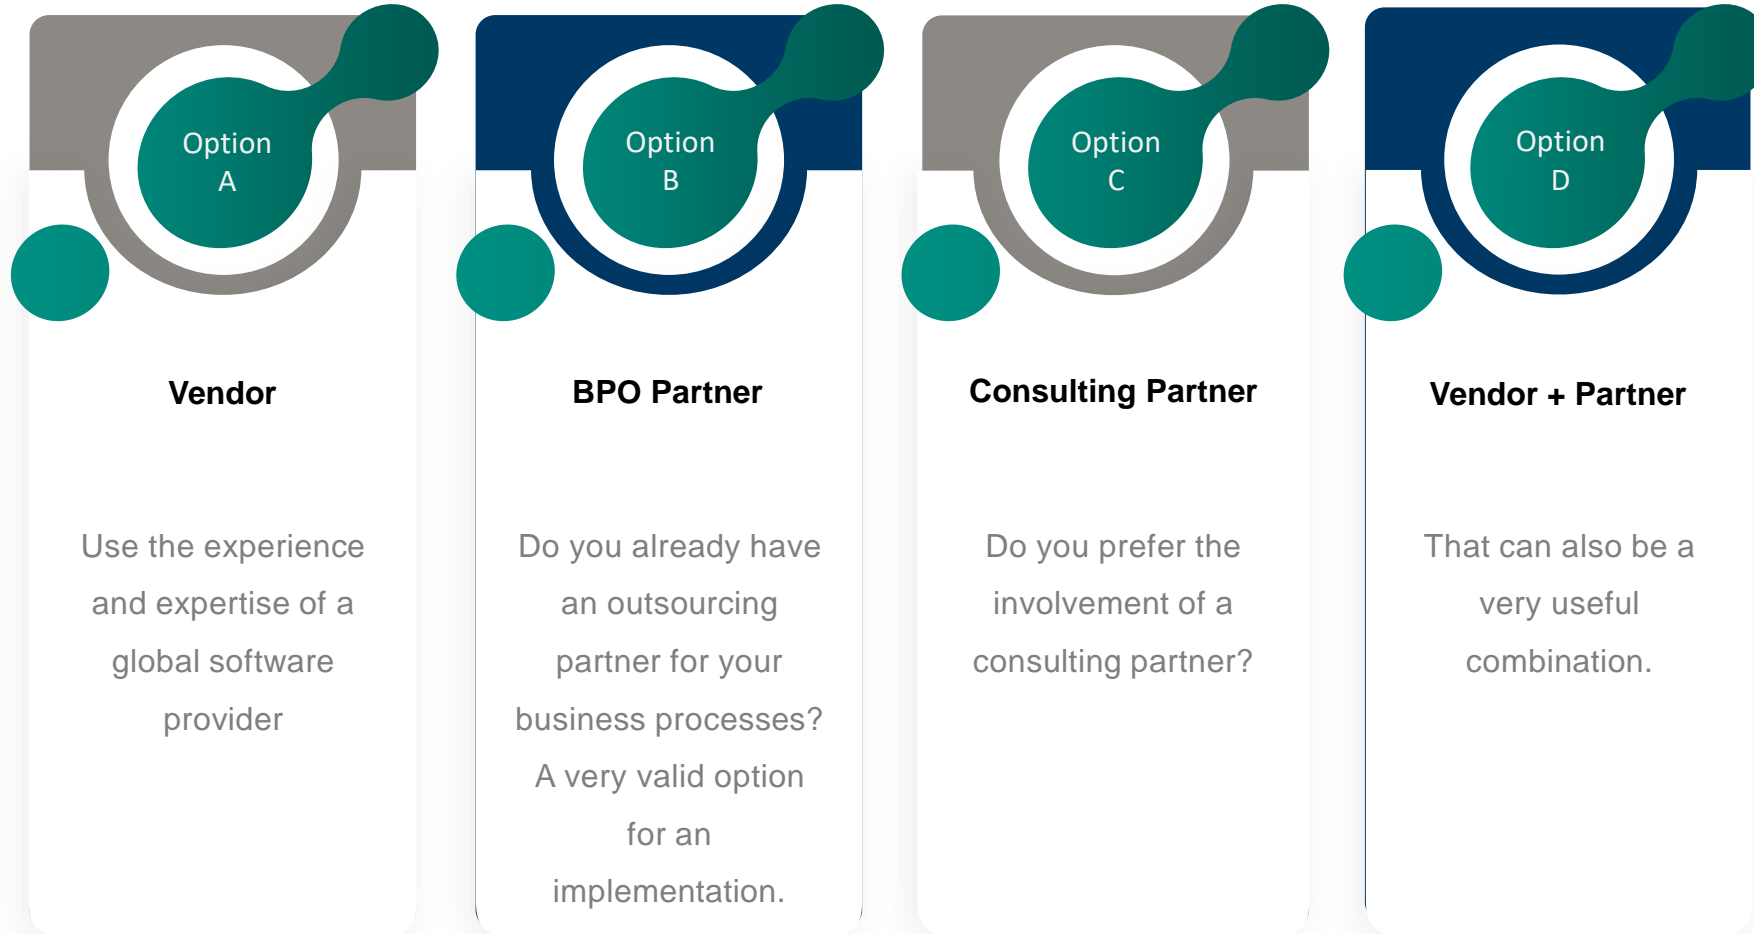 Option
A
Vendor
Use the experience
and expertise of a
global software
provider
Option
B
BPO Partner
Do you already have
an outsourcing
partner for your
business processes?
A very valid option
for an
implementation.
Option
C
Consulting Partner
Do you prefer the
involvement of a
consulting partner?
Option
D
Vendor + Partner
That can also be a
very useful
combination.